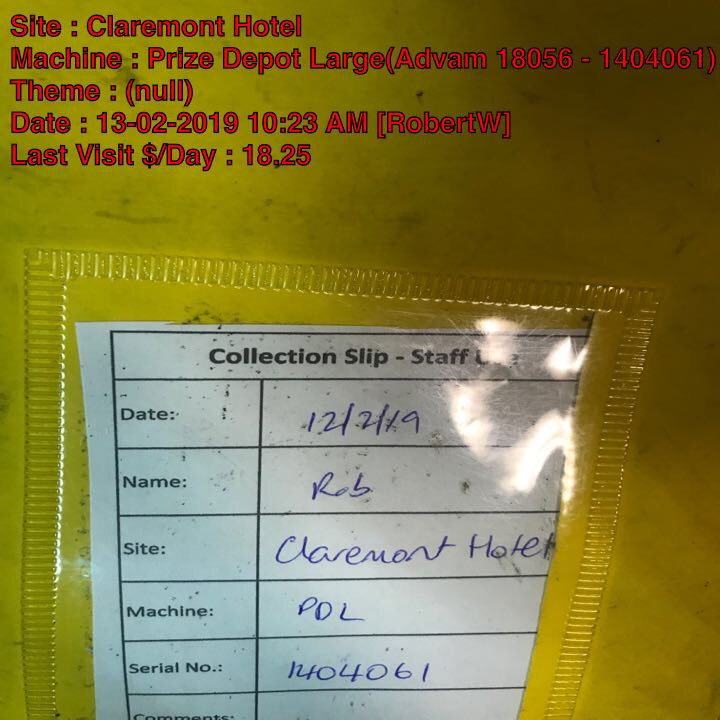 Site : Claremont Hotel
Machine : Prize Depot Large(Advam 18056 - 1404061)
Theme : (null)
Date : 13-02-2019 10:23 AM [RobertW]
Last Visit $/Day : 18.25
Collection Slip - Staff
Date: 12/2/19
Name: Rob
Site: Claremont Hotel
Machine: PDL
Serial No.: 1404061
Comments: